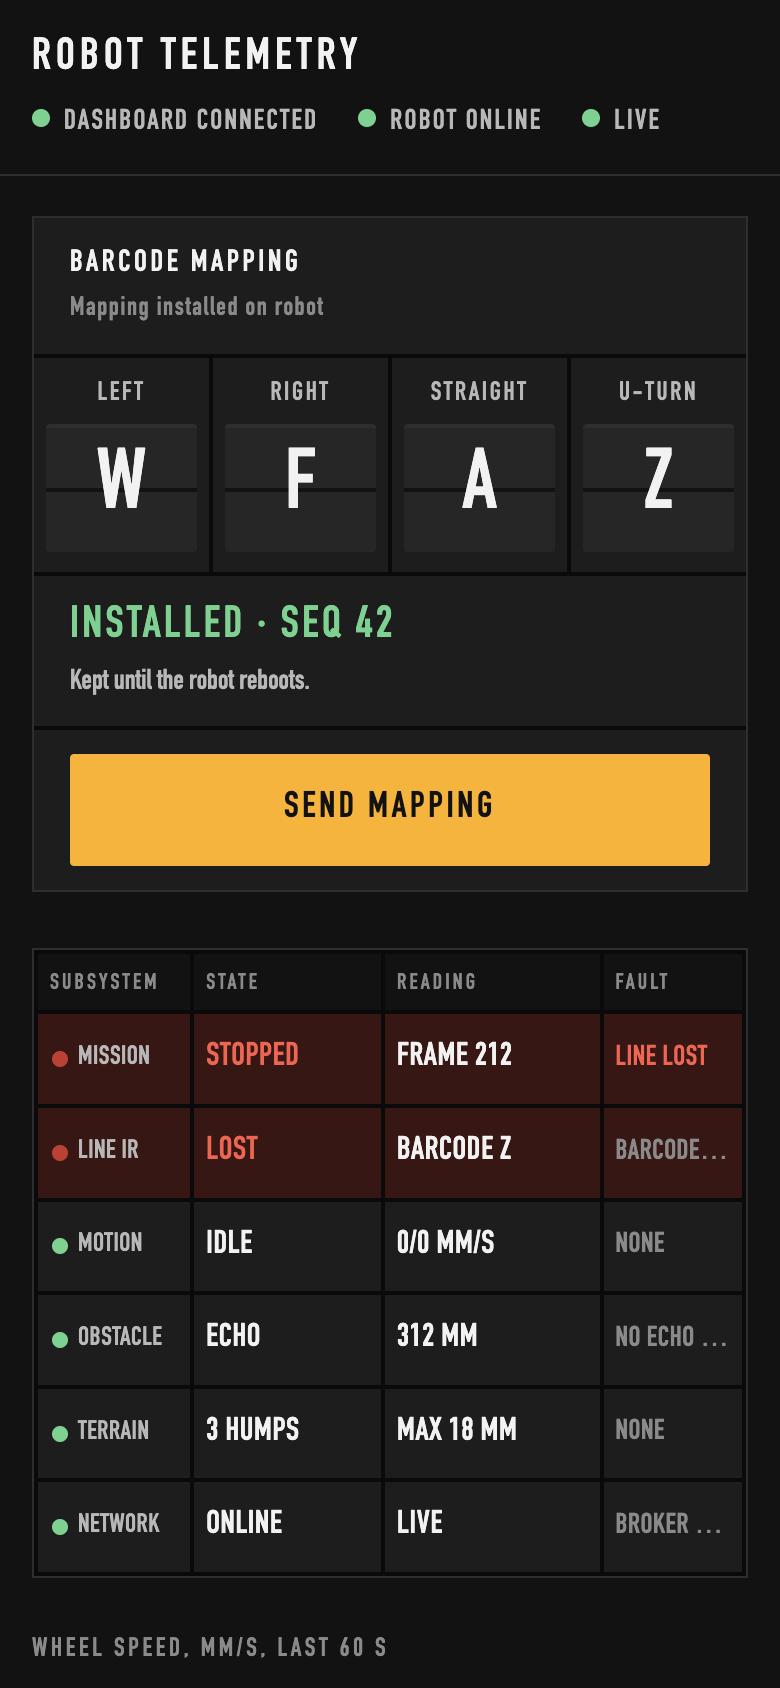 ROBOT TELEMETRY
DASHBOARD CONNECTED ROBOT ONLINE LIVE
BARCODE MAPPING
Mapping installed on robot
LEFT RIGHT STRAIGHT U-TURN
W F A Z
INSTALLED · SEQ 42
Kept until the robot reboots.
SEND MAPPING
SUBSYSTEM STATE READING FAULT
MISSION STOPPED FRAME 212 LINE LOST
LINE IR LOST BARCODE Z BARCODE...
MOTION IDLE 0/0 MM/S NONE
OBSTACLE ECHO 312 MM NO ECHO ...
TERRAIN 3 HUMPS MAX 18 MM NONE
NETWORK ONLINE LIVE BROKER ...
WHEEL SPEED, MM/S, LAST 60 S